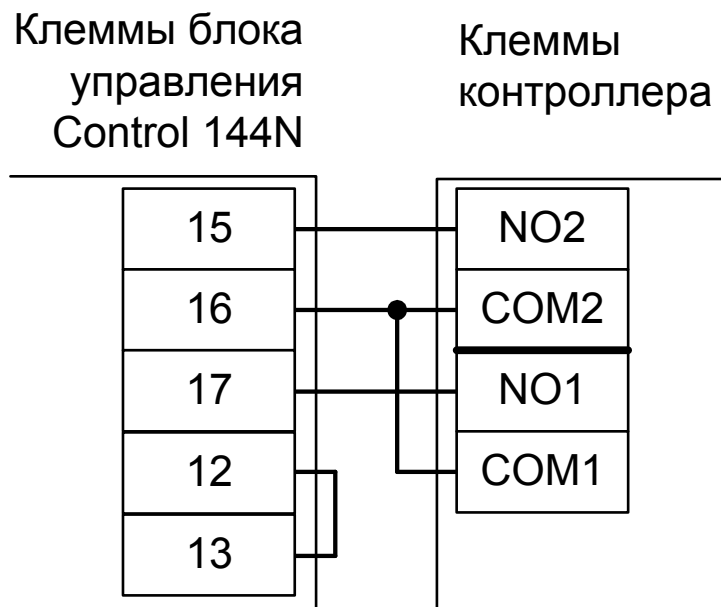 Клеммы блока
управления
Control 144N
Клеммы
контроллера
15
16
17
12
13
NO2
COM2
NO1
COM1